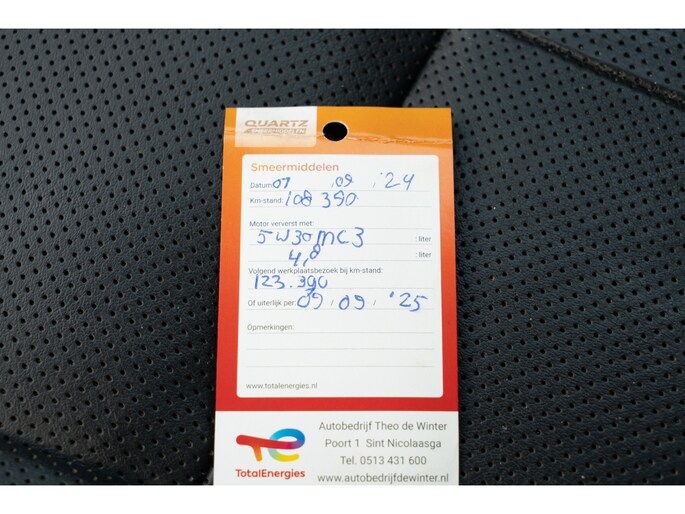 QUARTZ
Smeermiddelen
Datum: 09 / 09 / '24
Km-stand: 108 390
Motor ververst met:
5W30 MC3 : liter
4,8 : liter
Volgend werkplaatsbezoek bij km-stand:
123.390
Of uiterlijk per: 09 / 09 / '25
Opmerkingen:
www.totalenergies.nl
Autobedrijf Theo de Winter
Poort 1 Sint Nicolaasga
Tel. 0513 431 600
TotalEnergies www.autobedrijfdewinter.nl